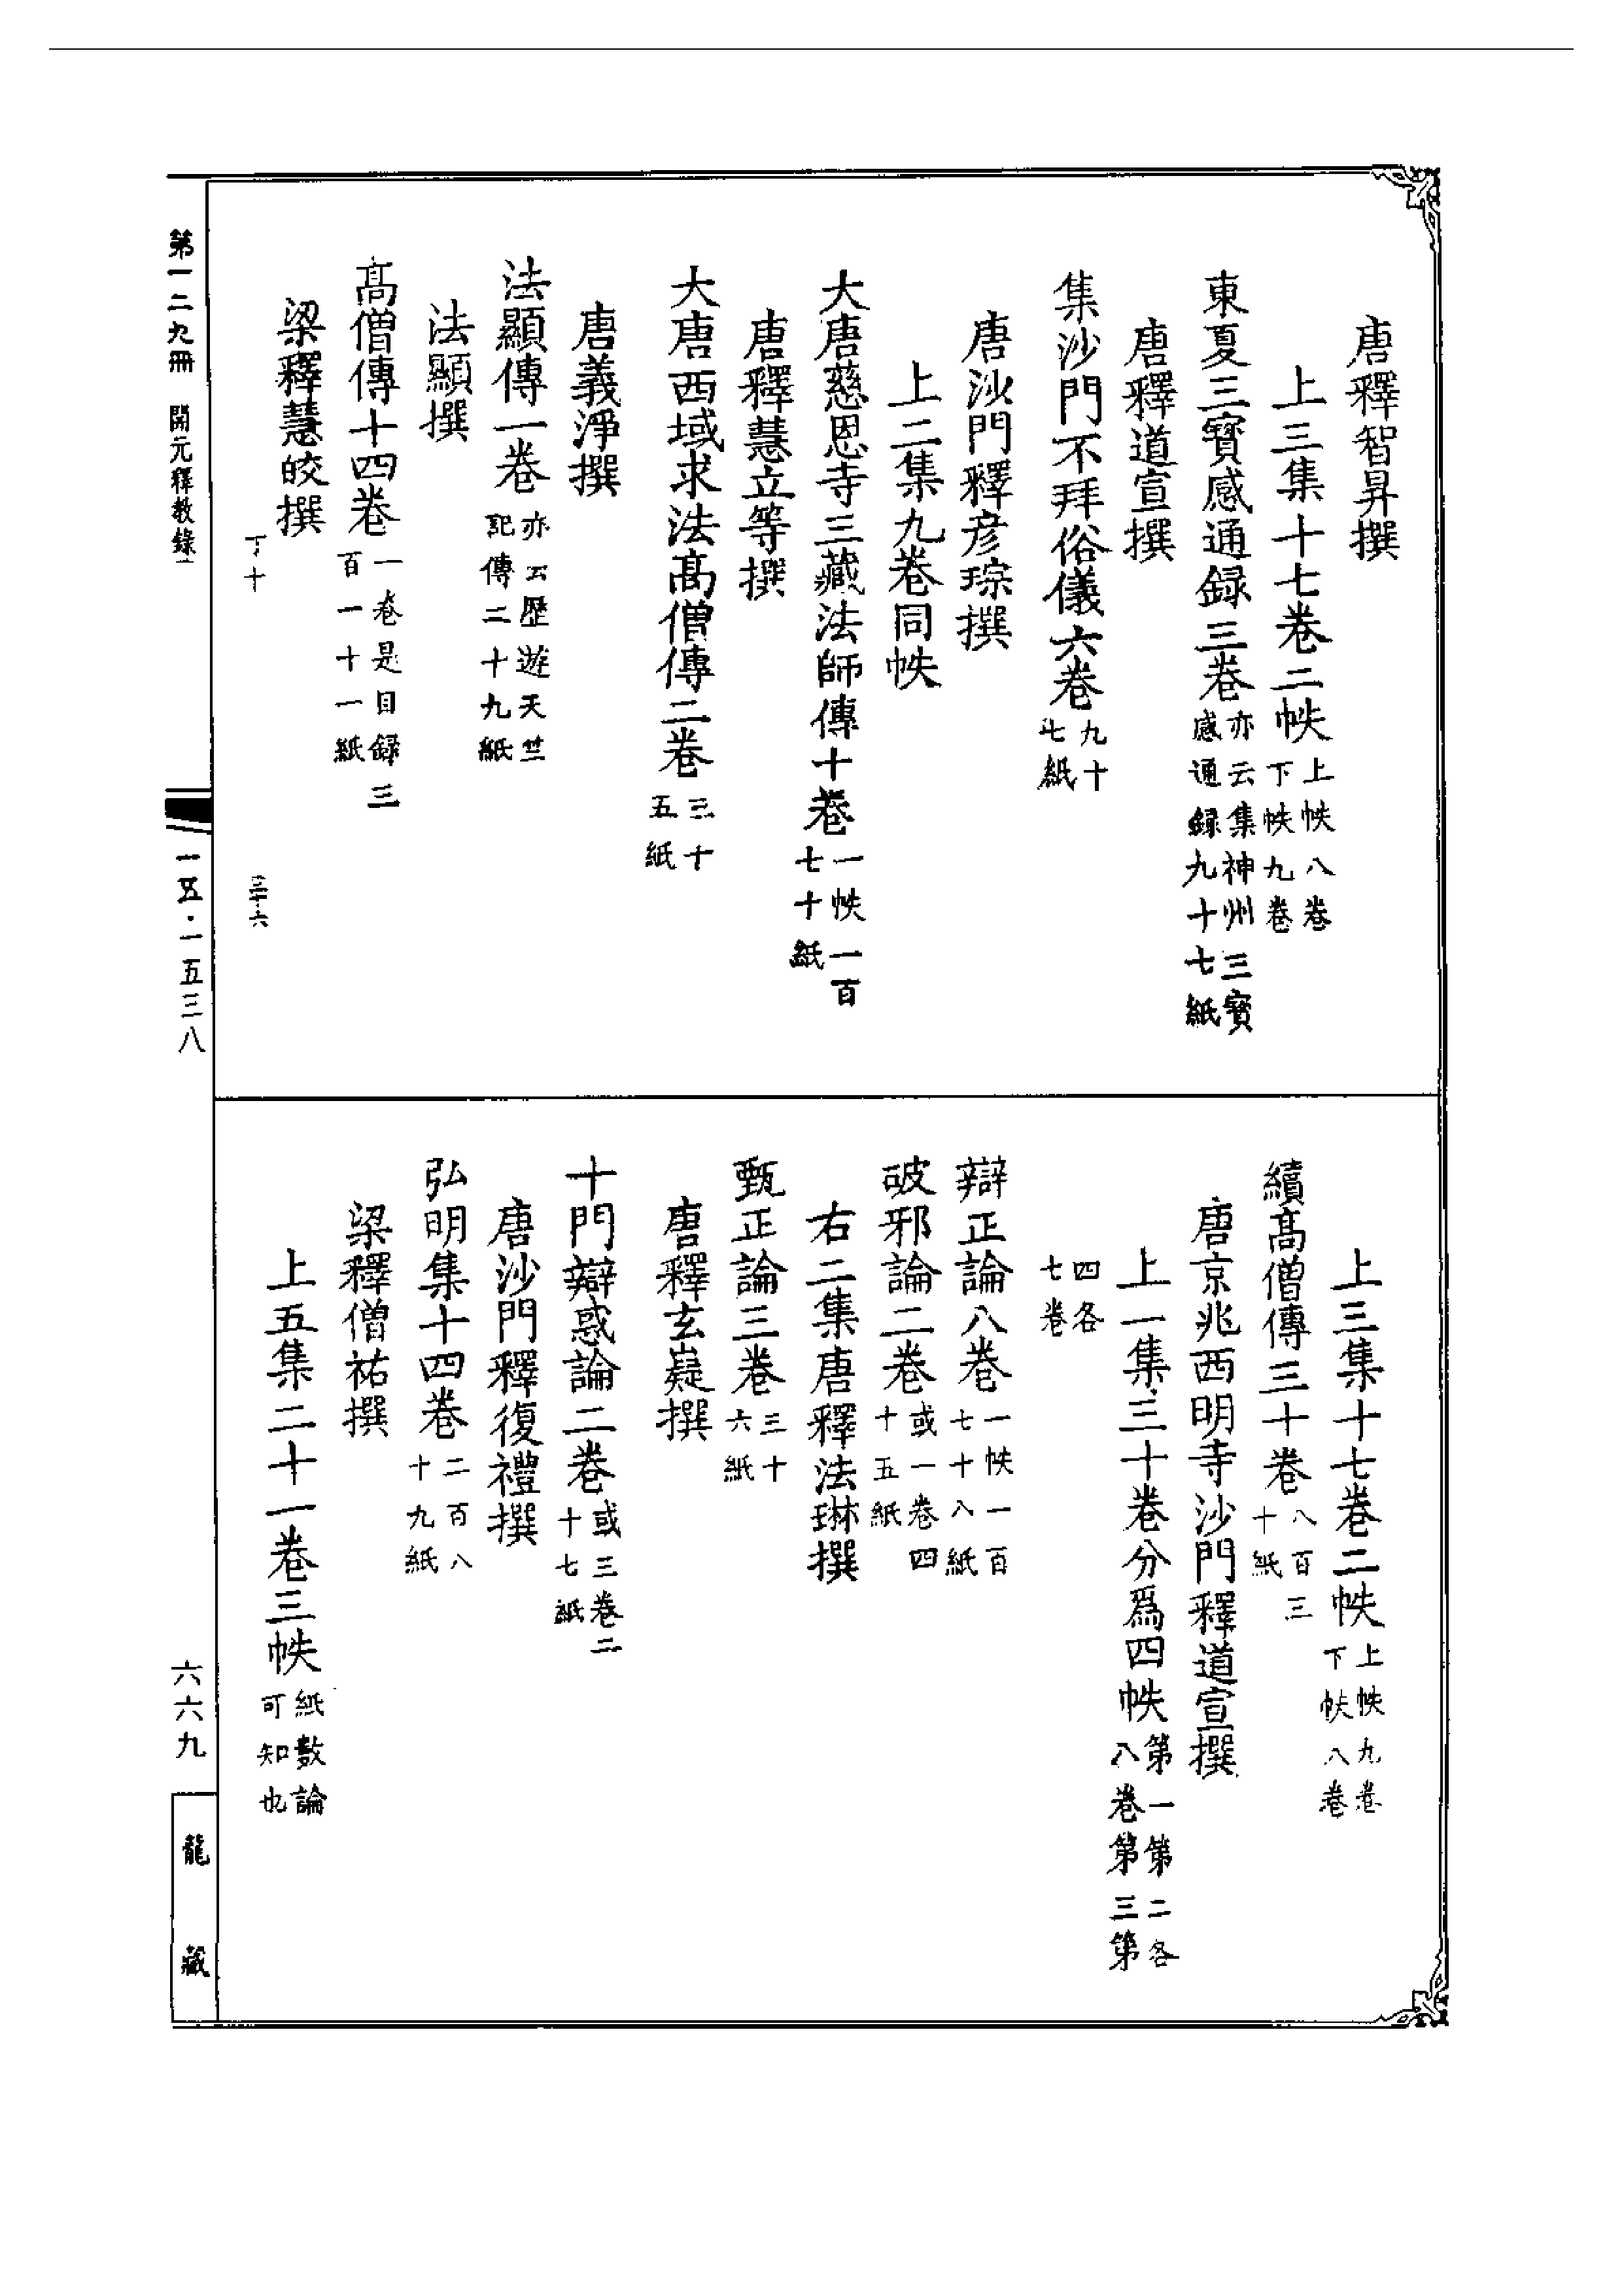 唐釋智昇撰
上三集十七卷二帙上帙八卷下帙九卷
東夏三寳感通録三卷亦云集神州三寳感通録九十七紙
唐釋道宣撰
集沙門不拜俗儀六卷九十七紙
唐沙門釋彦琮撰
上二集九卷同帙
大唐慈恩寺三藏法師傳十卷一帙一百七十紙
唐釋慧立等撰
大唐西域求法髙僧傳二卷三十五紙
唐義淨撰
法顯傳一卷亦云歷遊天竺記傳二十九紙
法顯撰
髙僧傳十四卷一卷是目録三百一十一紙
梁釋慧皎撰
下十
三十六
續髙僧傳三十卷八百三十紙
上三集十七卷二帙上帙九卷下帙八卷
唐京兆西明寺沙門釋道宣撰
上一集三十卷分爲四帙第一第二各八卷第三第
四各七卷
辯正論八卷一帙一百七十八紙
破邪論二卷或一卷四十五紙
右二集唐釋法琳撰
甄正論三卷三十六紙
唐釋玄嶷撰
十門辯惑論二卷或三卷二十七紙
唐沙門釋復禮撰
弘明集十四卷二百八十九紙
梁釋僧祐撰
上五集二十一卷三帙紙數論可知也
第一二九冊 開元釋教錄
一五·一五三八
六六九
龍藏